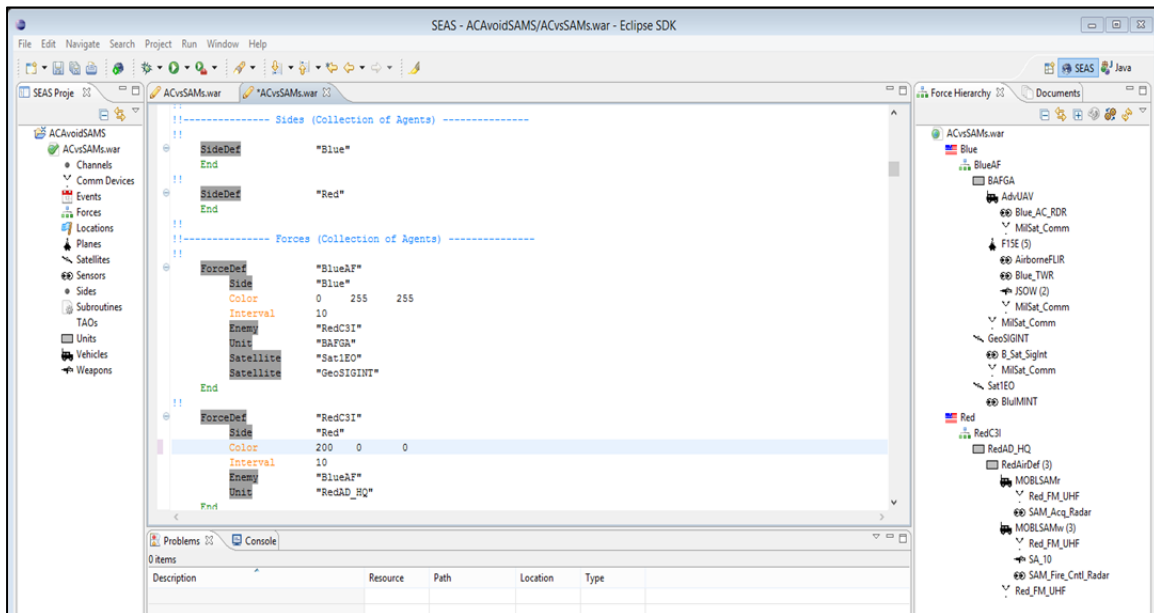 SEAS - ACAvoidSAMS/ACvsSAMs.war - Eclipse SDK
File Edit Navigate Search Project Run Window Help
SEAS Java
SEAS Proje
ACAvoidSAMS
ACvsSAMs.war
Channels
Comm Devices
Events
Forces
Locations
Planes
Satellites
Sensors
Sides
Subroutines
TAOs
Units
Vehicles
Weapons
ACvsSAMs.war *ACvsSAMs.war
!!
!!--------------- Sides (Collection of Agents) ---------------
!!
SideDef "Blue"
End
!!
SideDef "Red"
End
!!
!!--------------- Forces (Collection of Agents) ---------------
!!
ForceDef "BlueAF"
Side "Blue"
Color 0 255 255
Interval 10
Enemy "RedC3I"
Unit "BAFGA"
Satellite "Sat1EO"
Satellite "GeoSIGINT"
End
!!
ForceDef "RedC3I"
Side "Red"
Color 200 0 0
Interval 10
Enemy "BlueAF"
Unit "RedAD_HQ"
End
Problems Console
0 items
Description Resource Path Location Type
Force Hierarchy Documents
ACvsSAMs.war
Blue
BlueAF
BAFGA
AdvUAV
Blue_AC_RDR
MilSat_Comm
F15E (5)
AirborneFLIR
Blue_TWR
JSOW (2)
MilSat_Comm
MilSat_Comm
GeoSIGINT
B_Sat_SigInt
MilSat_Comm
Sat1EO
BluIMINT
Red
RedC3I
RedAD_HQ
RedAirDef (3)
MOBLSAMr
Red_FM_UHF
SAM_Acq_Radar
MOBLSAMw (3)
Red_FM_UHF
SA_10
SAM_Fire_Cntl_Radar
Red_FM_UHF